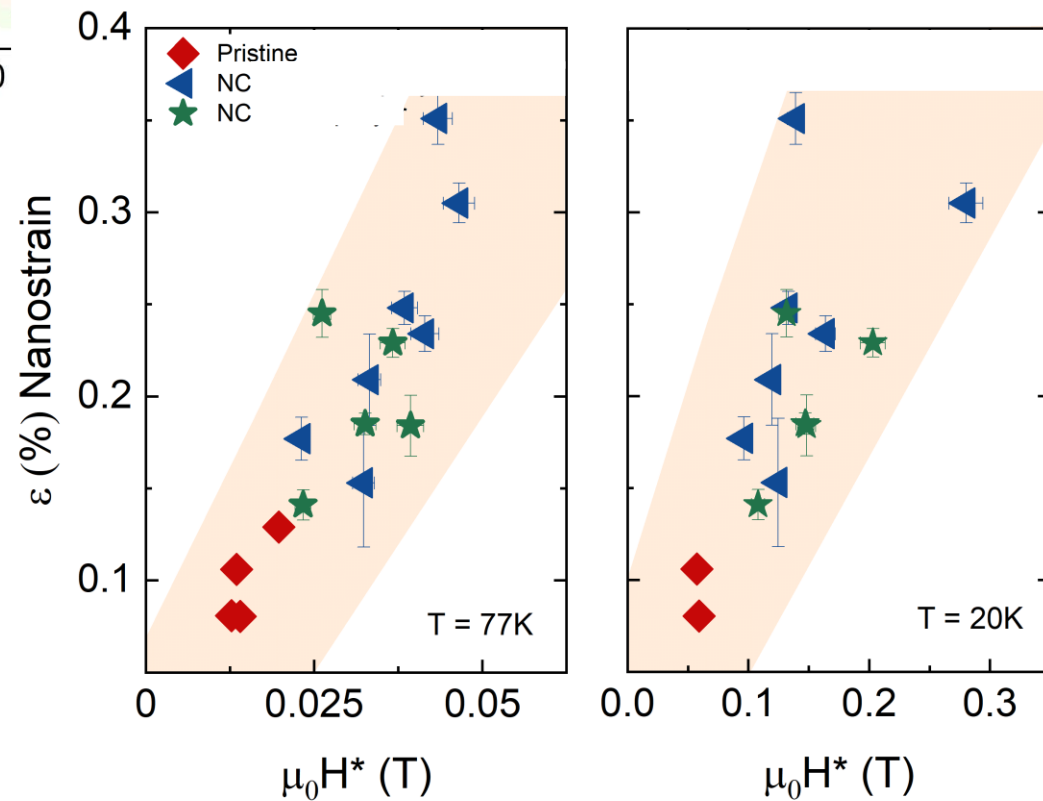 0
0.4
0.3
0.2
0.1
ε (%) Nanostrain
Pristine
NC
NC
T = 77K
0
0.025
0.05
μ₀H* (T)
T = 20K
0.0
0.1
0.2
0.3
μ₀H* (T)